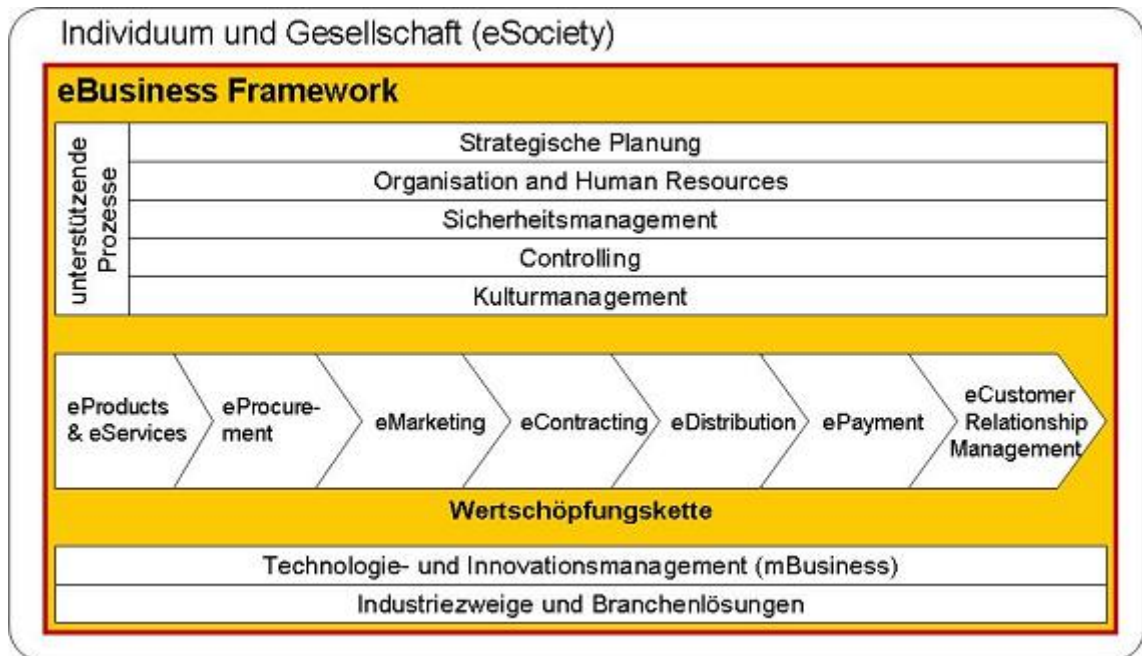 Individuum und Gesellschaft (eSociety)
eBusiness Framework
unterstützende
Prozesse
Strategische Planung
Organisation and Human Resources
Sicherheitsmanagement
Controlling
Kulturmanagement
eProducts
& eServices
eProcure-
ment
eMarketing
eContracting
eDistribution
ePayment
eCustomer
Relationship
Management
Wertschöpfungskette
Technologie- und Innovationsmanagement (mBusiness)
Industriezweige und Branchenlösungen